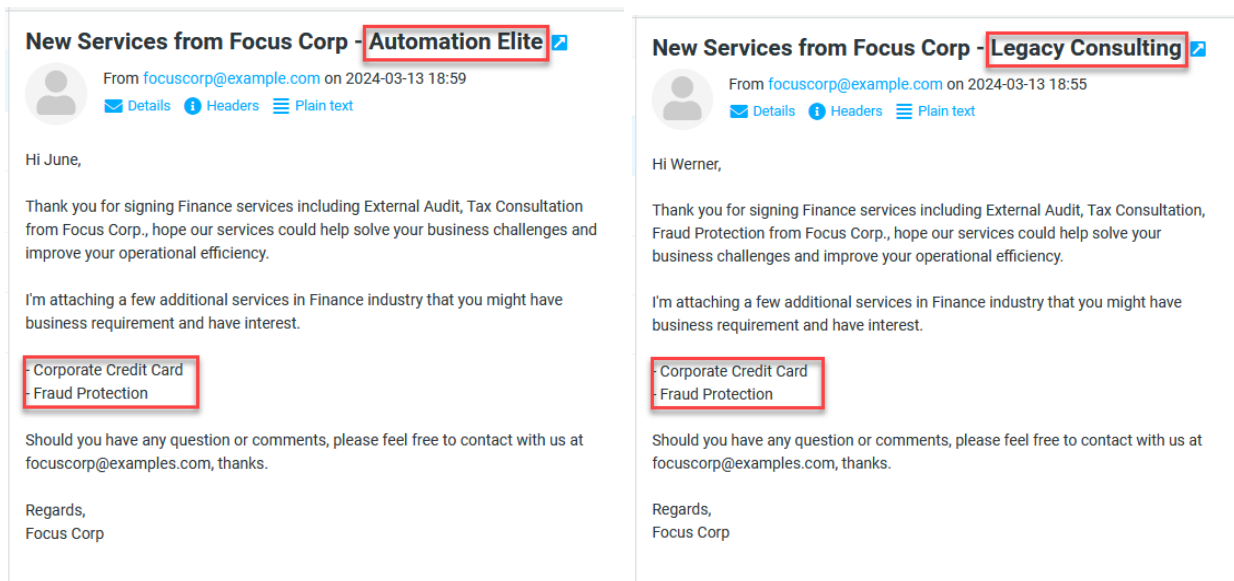 New Services from Focus Corp - Automation Elite
From focuscorp@example.com on 2024-03-13 18:59
Details Headers Plain text
Hi June,
Thank you for signing Finance services including External Audit, Tax Consultation
from Focus Corp., hope our services could help solve your business challenges and
improve your operational efficiency.
I'm attaching a few additional services in Finance industry that you might have
business requirement and have interest.
- Corporate Credit Card
- Fraud Protection
Should you have any question or comments, please feel free to contact with us at
focuscorp@examples.com, thanks.
Regards,
Focus Corp
New Services from Focus Corp - Legacy Consulting
From focuscorp@example.com on 2024-03-13 18:55
Details Headers Plain text
Hi Werner,
Thank you for signing Finance services including External Audit, Tax Consultation,
Fraud Protection from Focus Corp., hope our services could help solve your
business challenges and improve your operational efficiency.
I'm attaching a few additional services in Finance industry that you might have
business requirement and have interest.
- Corporate Credit Card
- Fraud Protection
Should you have any question or comments, please feel free to contact with us at
focuscorp@examples.com, thanks.
Regards,
Focus Corp